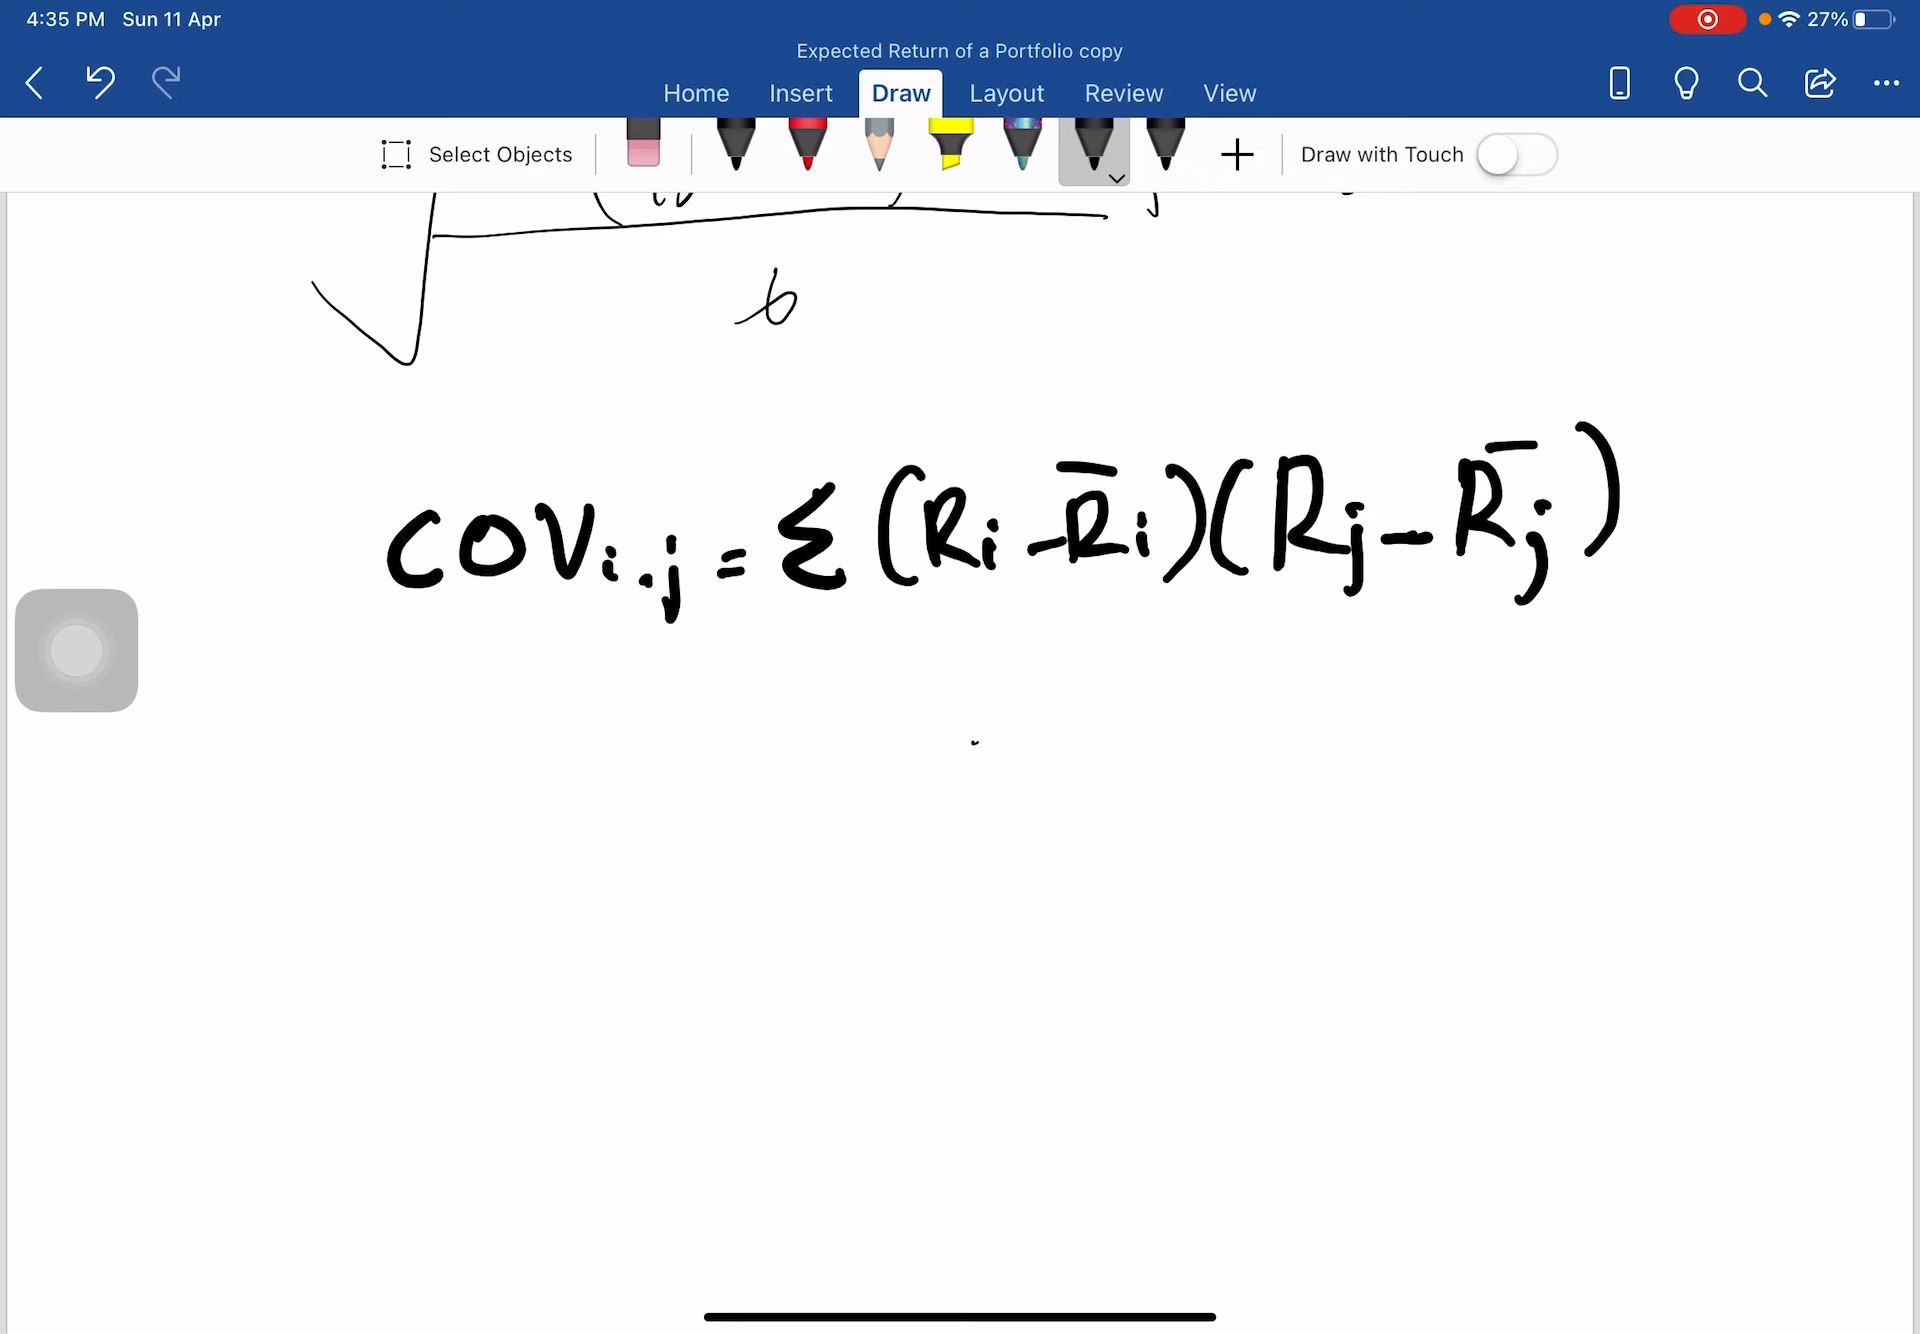 4:35 PM Sun 11 Apr 27%
Expected Return of a Portfolio copy
Home Insert Draw Layout Review View
Select Objects Draw with Touch
6
COVi.j = Σ (Ri - R̄i)(Rj - R̄j)